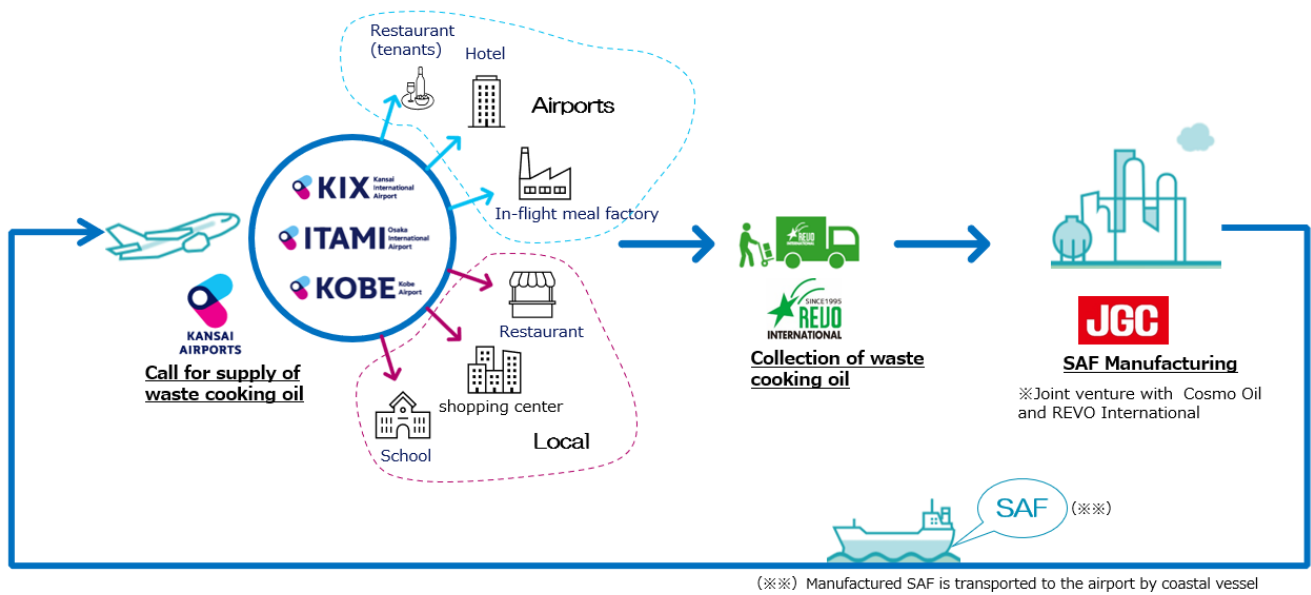 Restaurant
(tenants)
Hotel
Airports
In-flight meal factory
KIX Kansai
International
Airport
ITAMI Osaka
International
Airport
KOBE Kobe
Airport
KANSAI
AIRPORTS
Call for supply of
waste cooking oil
Restaurant
shopping center
School
Local
REVO
INTERNATIONAL
SINCE1995
REVO
INTERNATIONAL
Collection of waste
cooking oil
JGC
SAF Manufacturing
※Joint venture with Cosmo Oil
and REVO International
SAF
(※※)
(※※) Manufactured SAF is transported to the airport by coastal vessel